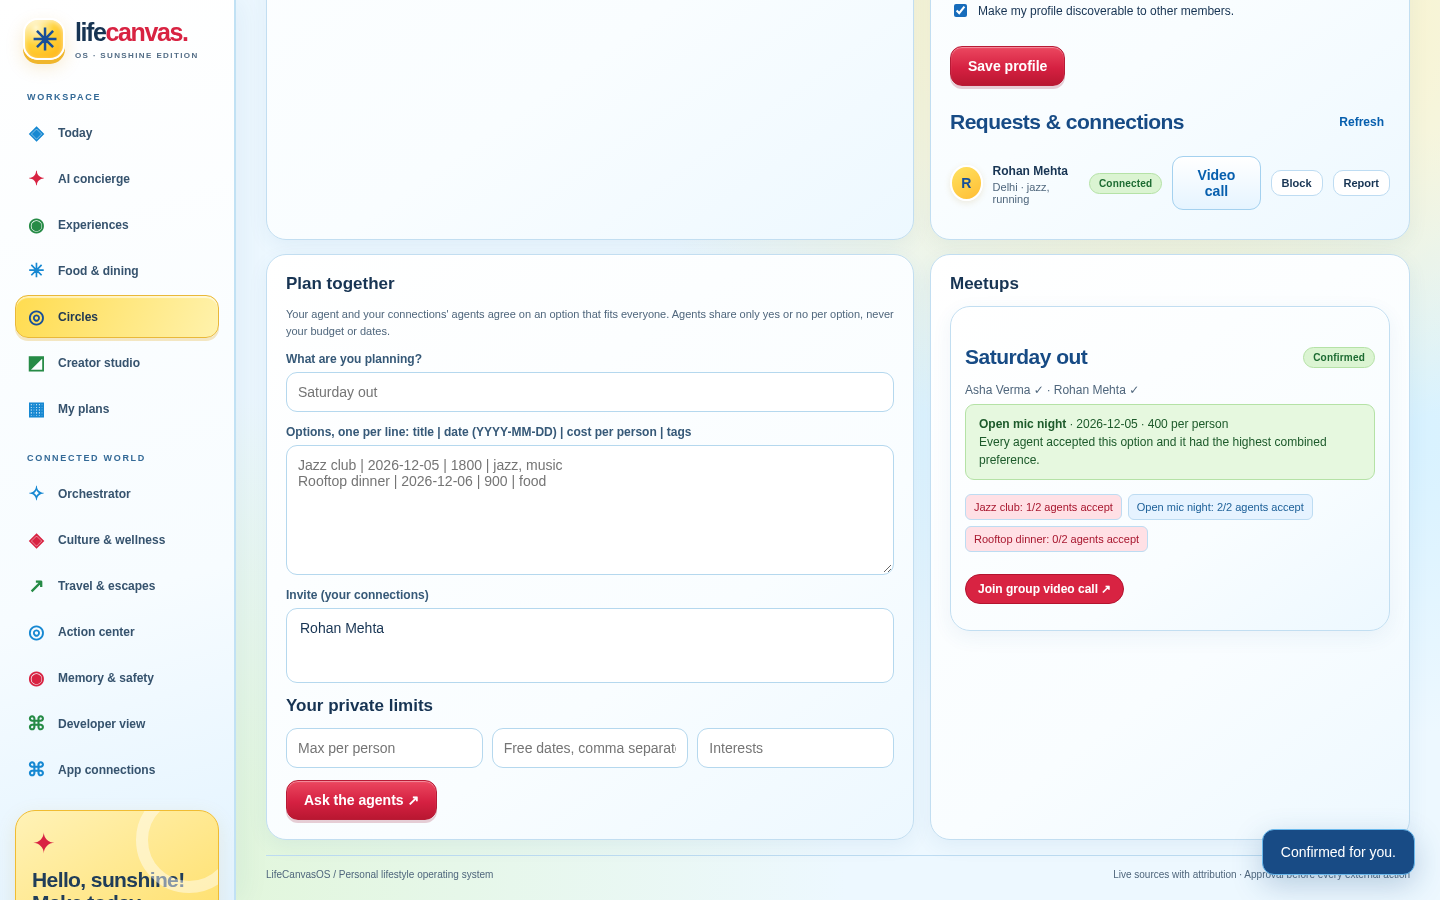 lifecanvas.
OS · SUNSHINE EDITION
WORKSPACE
Today
AI concierge
Experiences
Food & dining
Circles
Creator studio
My plans
CONNECTED WORLD
Orchestrator
Culture & wellness
Travel & escapes
Action center
Memory & safety
Developer view
App connections
Hello, sunshine!
Make today
Make my profile discoverable to other members.
Save profile
Requests & connections
Refresh
R
Rohan Mehta
Delhi · jazz,
running
Connected
Video
call
Block
Report
Plan together
Your agent and your connections' agents agree on an option that fits everyone. Agents share only yes or no per option, never
your budget or dates.
What are you planning?
Saturday out
Options, one per line: title | date (YYYY-MM-DD) | cost per person | tags
Jazz club | 2026-12-05 | 1800 | jazz, music
Rooftop dinner | 2026-12-06 | 900 | food
Invite (your connections)
Rohan Mehta
Your private limits
Max per person
Free dates, comma separat
Interests
Ask the agents ↗
Meetups
Saturday out
Confirmed
Asha Verma ✓ · Rohan Mehta ✓
Open mic night · 2026-12-05 · 400 per person
Every agent accepted this option and it had the highest combined
preference.
Jazz club: 1/2 agents accept
Open mic night: 2/2 agents accept
Rooftop dinner: 0/2 agents accept
Join group video call ↗
Confirmed for you.
LifeCanvasOS / Personal lifestyle operating system
Live sources with attribution · Approval before every external action